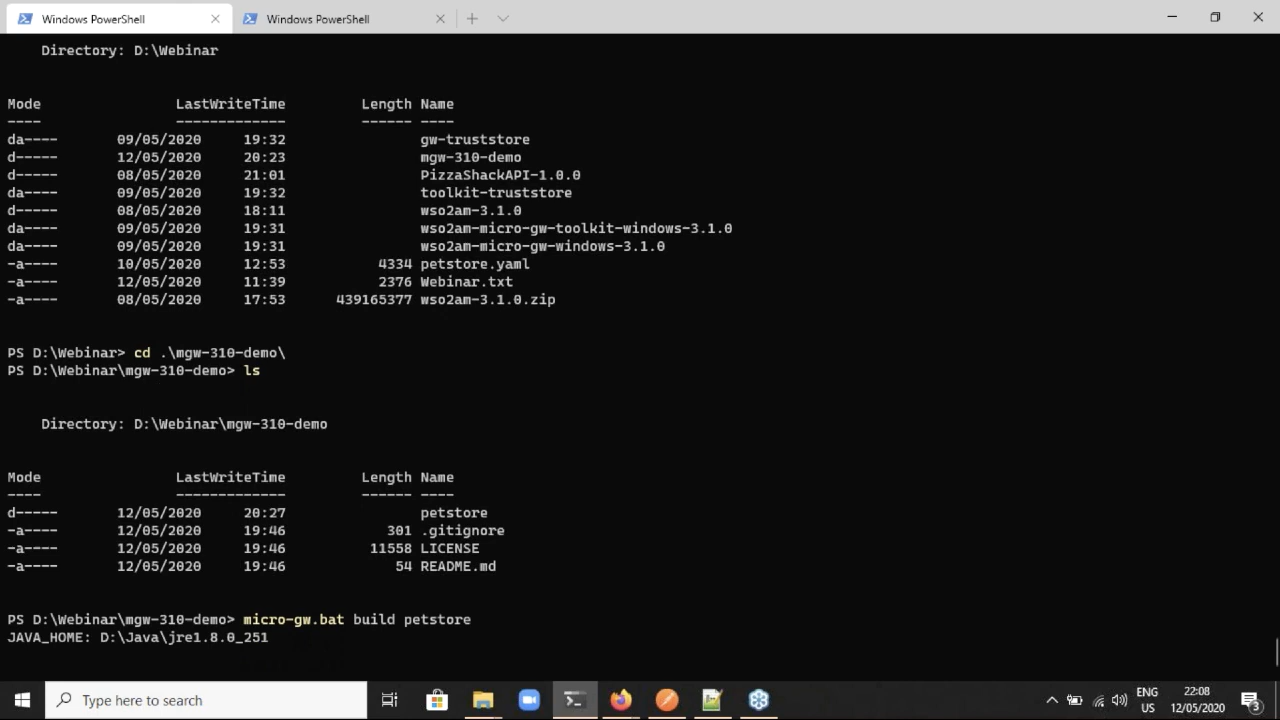 Windows PowerShell
Windows PowerShell
Directory: D:\Webinar
Mode LastWriteTime Length Name
---- ------------- ------ ----
da---- 09/05/2020 19:32 gw-truststore
d----- 12/05/2020 20:23 mgw-310-demo
d----- 08/05/2020 21:01 PizzaShackAPI-1.0.0
da---- 09/05/2020 19:32 toolkit-truststore
d----- 08/05/2020 18:11 wso2am-3.1.0
da---- 09/05/2020 19:31 wso2am-micro-gw-toolkit-windows-3.1.0
da---- 09/05/2020 19:31 wso2am-micro-gw-windows-3.1.0
-a---- 10/05/2020 12:53 4334 petstore.yaml
-a---- 12/05/2020 11:39 2376 Webinar.txt
-a---- 08/05/2020 17:53 439165377 wso2am-3.1.0.zip
PS D:\Webinar> cd .\mgw-310-demo\
PS D:\Webinar\mgw-310-demo> ls
Directory: D:\Webinar\mgw-310-demo
Mode LastWriteTime Length Name
---- ------------- ------ ----
d----- 12/05/2020 20:27 petstore
-a---- 12/05/2020 19:46 301 .gitignore
-a---- 12/05/2020 19:46 11558 LICENSE
-a---- 12/05/2020 19:46 54 README.md
PS D:\Webinar\mgw-310-demo> micro-gw.bat build petstore
JAVA_HOME: D:\Java\jre1.8.0_251
Type here to search
ENG
US
22:08
12/05/2020
3